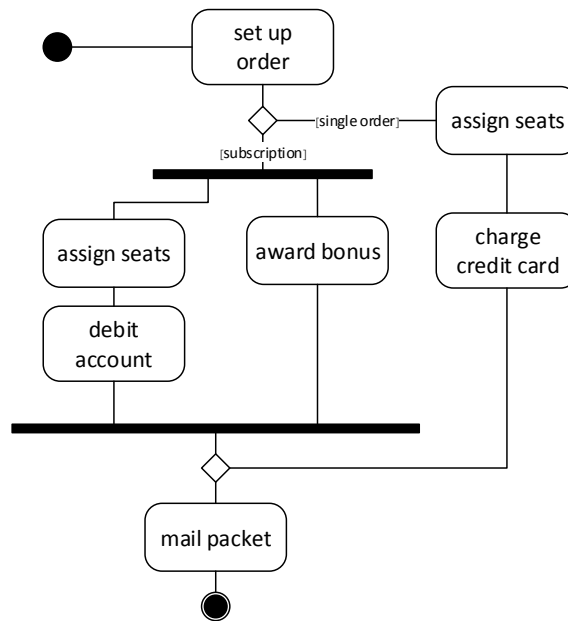 set up
order
[single order]
assign seats
[subscription]
assign seats
award bonus
charge
credit card
debit
account
mail packet